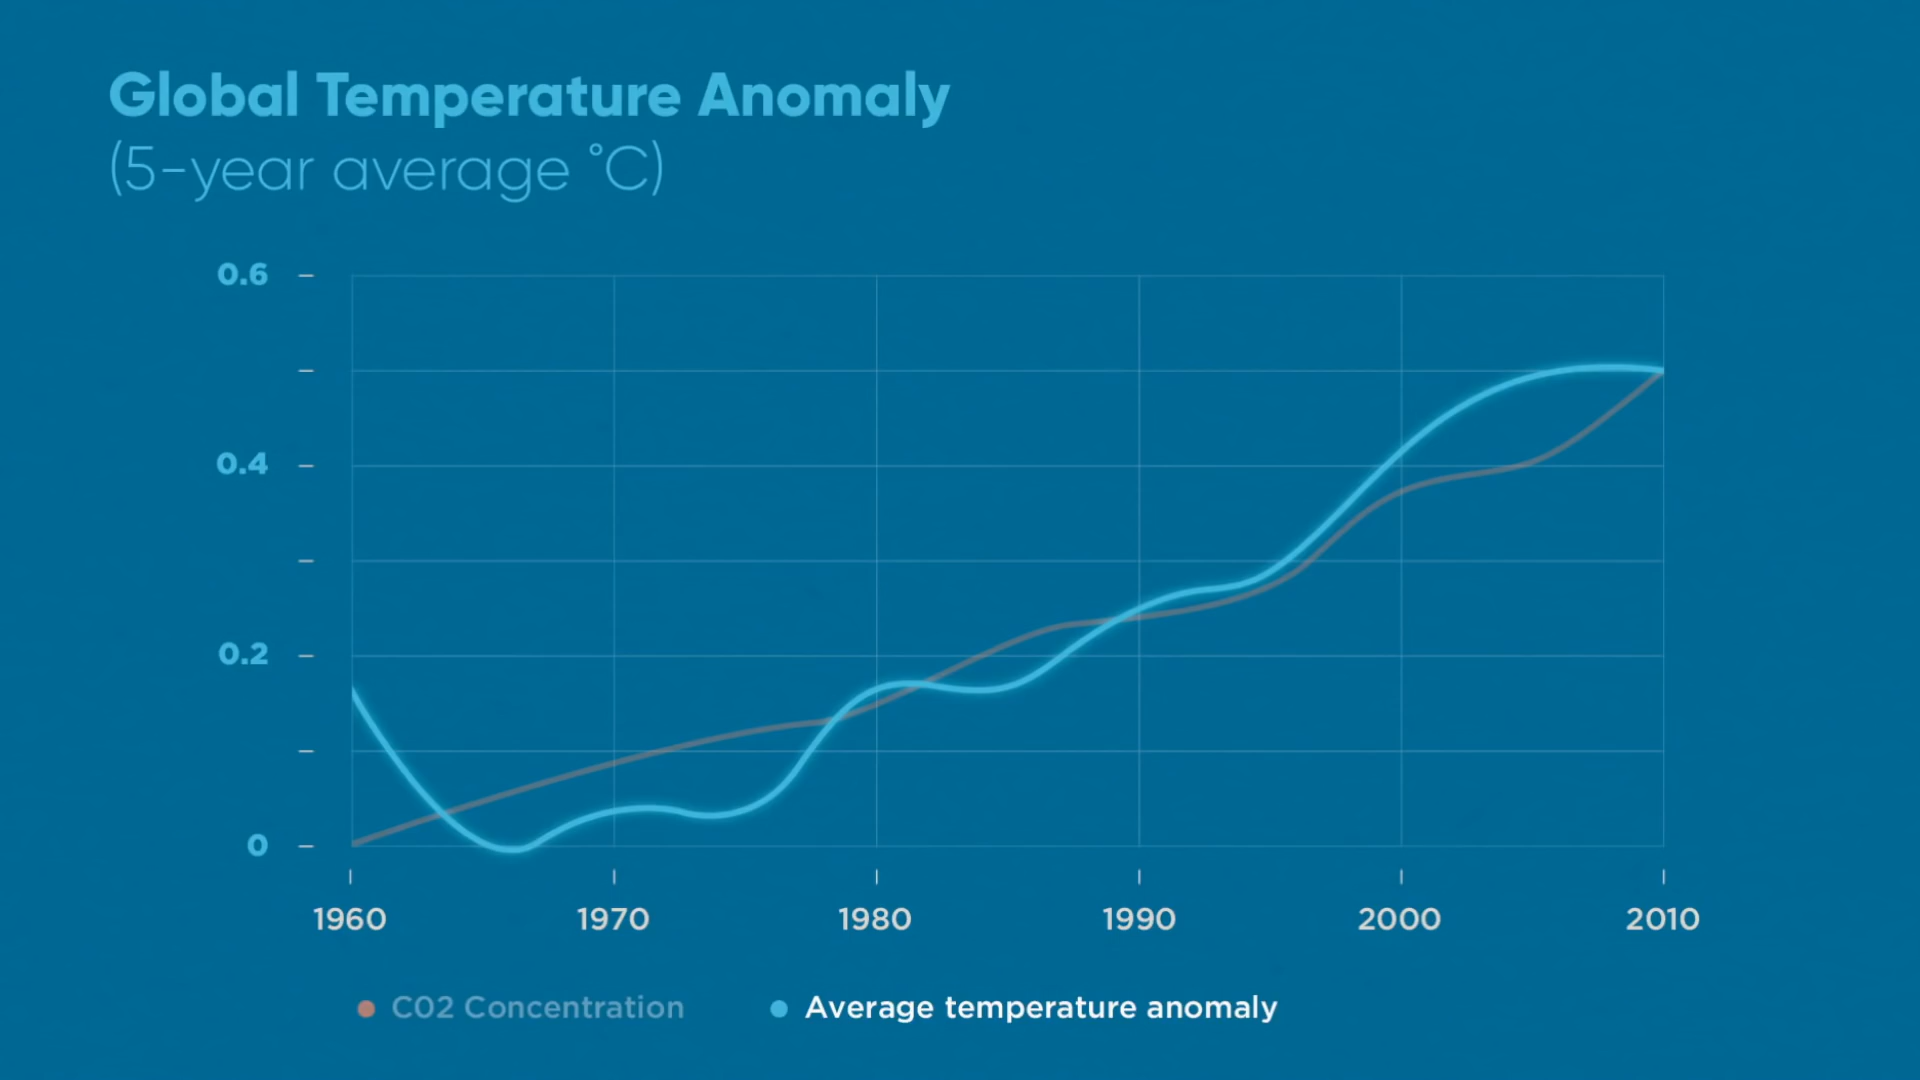 Global Temperature Anomaly
(5-year average °C)
0.6
0.4
0.2
0
1960 1970 1980 1990 2000 2010
C02 Concentration Average temperature anomaly